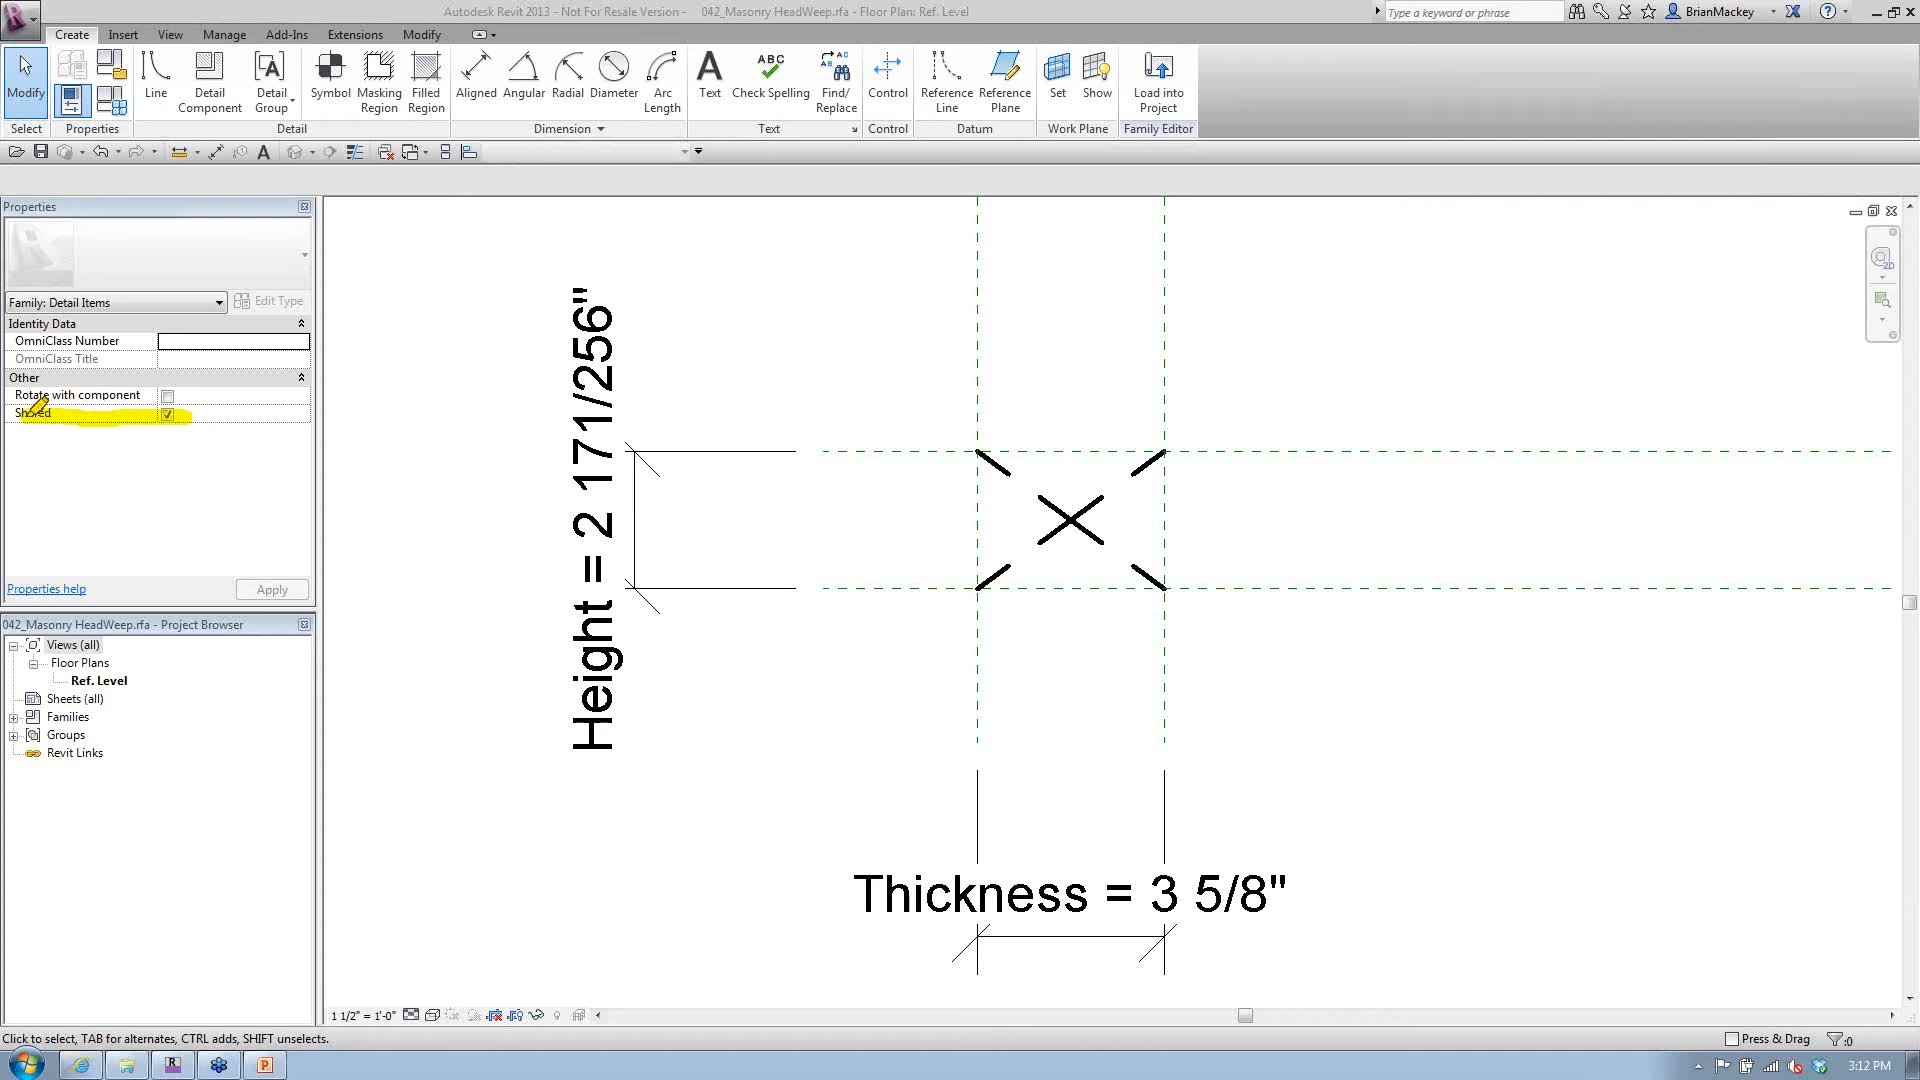 Autodesk Revit 2013 - Not For Resale Version - 042_Masonry HeadWeep.rfa - Floor Plan: Ref. Level
Type a keyword or phrase
BrianMackey
Create Insert View Manage Add-Ins Extensions Modify
Modify
Line
Detail Component
Detail Group
Symbol
Masking Region
Filled Region
Aligned
Angular
Radial
Diameter
Arc Length
Text
Check Spelling
Find/ Replace
Control
Reference Line
Reference Plane
Set
Show
Load into Project
Select Properties Detail Dimension Text Control Datum Work Plane Family Editor
Properties
Family: Detail Items
Edit Type
Identity Data
OmniClass Number
OmniClass Title
Other
Rotate with component
Shared
Properties help
Apply
042_Masonry HeadWeep.rfa - Project Browser
Views (all)
Floor Plans
Ref. Level
Sheets (all)
Families
Groups
Revit Links
Height = 2 171/256"
Thickness = 3 5/8"
1 1/2" = 1'-0"
Click to select, TAB for alternates, CTRL adds, SHIFT unselects.
Press & Drag
:0
3:12 PM